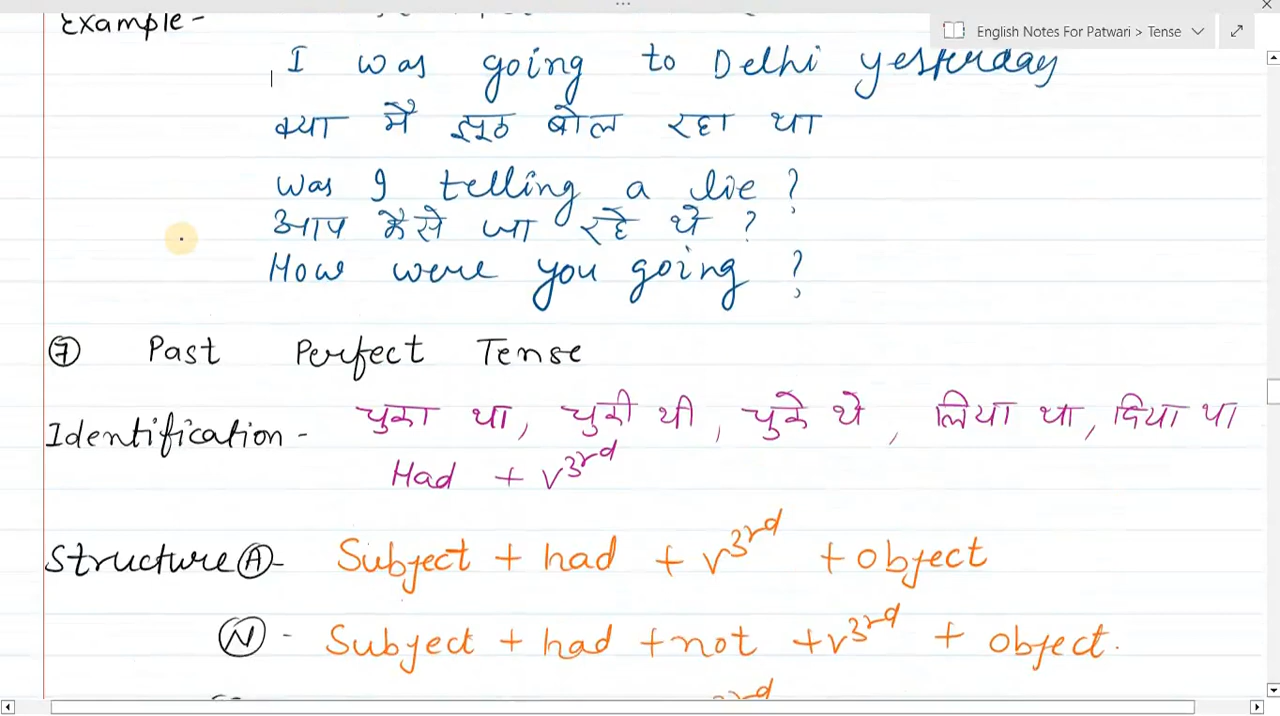 English Notes For Patwari > Tense
Example -
I was going to Delhi yesterday
क्या मैं झूठ बोल रहा था
Was I telling a lie ?
आप कैसे जा रहे थे ?
How were you going ?
⑦ Past Perfect Tense
Identification - चुका था, चुकी थी, चुके थे, लिया था, दिया था
Had + v3rd
Structure Ⓐ- Subject + had + v3rd + object
Ⓝ - Subject + had + not + v3rd + object.